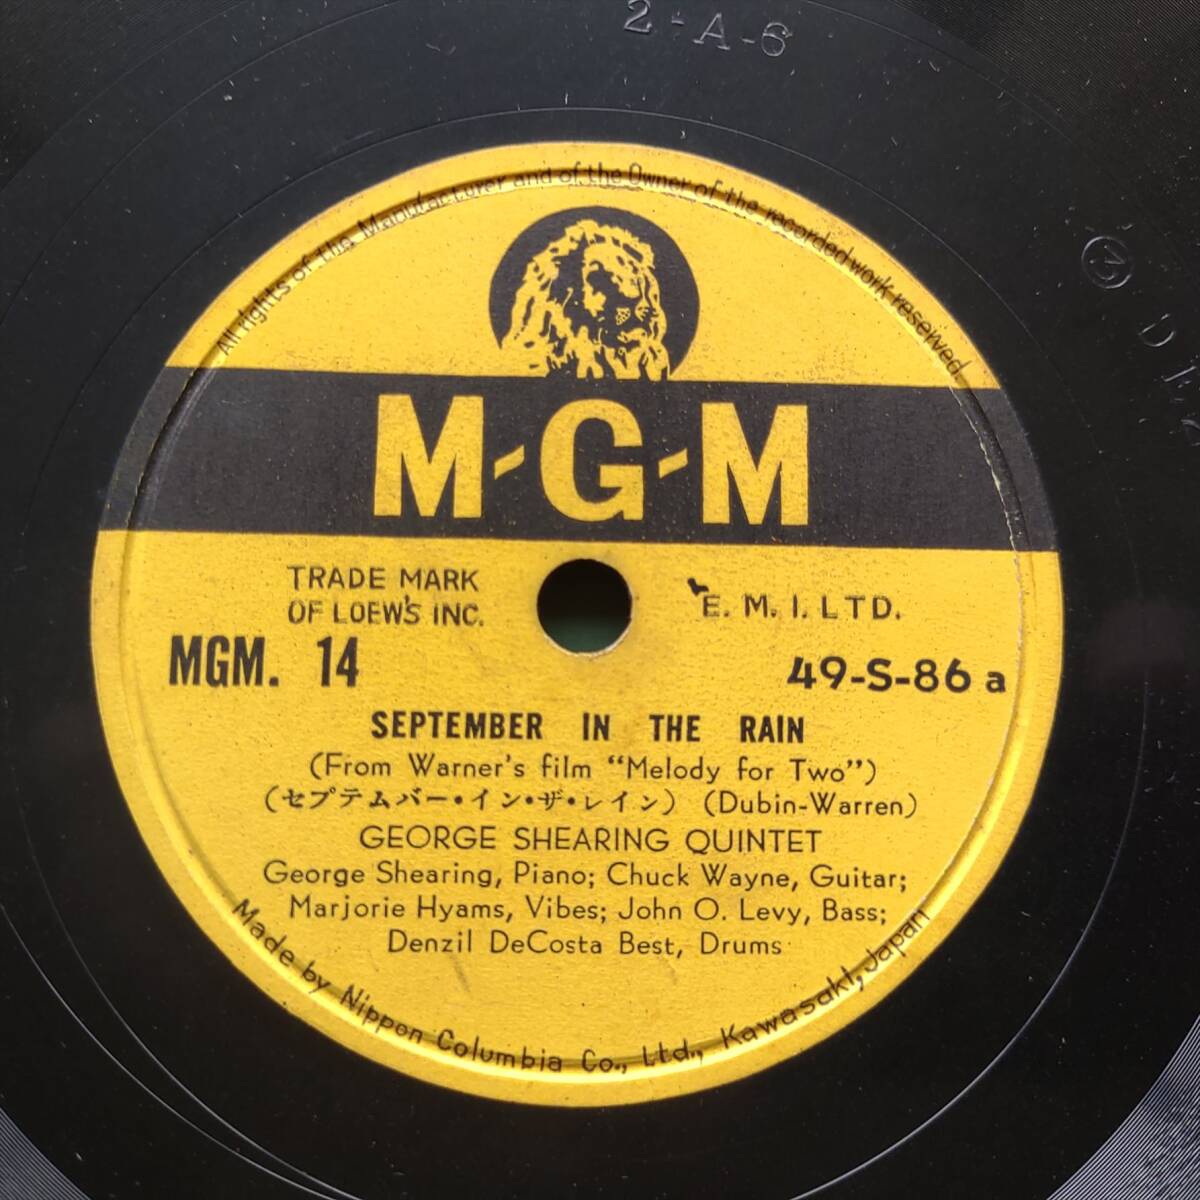 2-A-6
All rights of the Manufacturer and of the Owner of the recorded work reserved.
M-G-M
TRADE MARK
OF LOEW'S INC.
E. M. I. LTD.
MGM. 14
49-S-86 a
SEPTEMBER IN THE RAIN
(From Warner's film "Melody for Two")
(セプテムバー・イン・ザ・レイン) (Dubin-Warren)
GEORGE SHEARING QUINTET
George Shearing, Piano; Chuck Wayne, Guitar;
Marjorie Hyams, Vibes; John O. Levy, Bass;
Denzil DeCosta Best, Drums
Made by Nippon Columbia Co., Ltd., Kawasaki, Japan